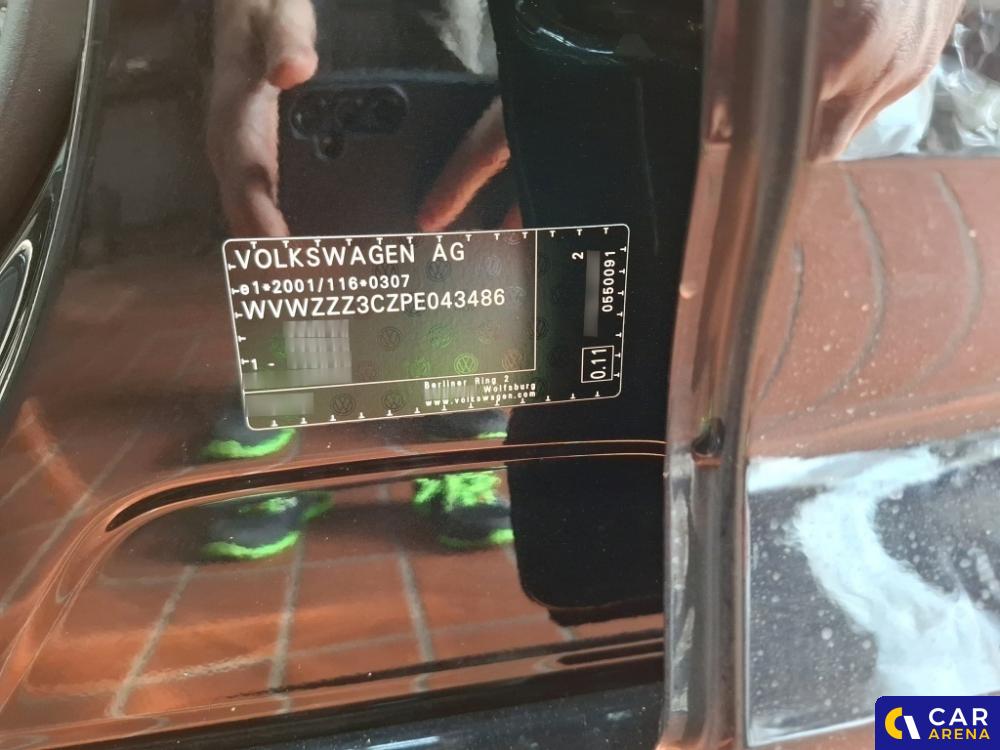 VOLKSWAGEN AG
e1*2001/116*0307
WVWZZZ3CZPE043486
1 -
Berliner Ring 2
Wolfsburg
www.volkswagen.com
2
0550091
0.11
CAR
ARENA